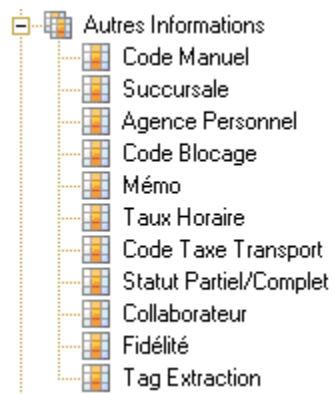 Autres Informations
Code Manuel
Succursale
Agence Personnel
Code Blocage
Mémo
Taux Horaire
Code Taxe Transport
Statut Partiel/Complet
Collaborateur
Fidélité
Tag Extraction